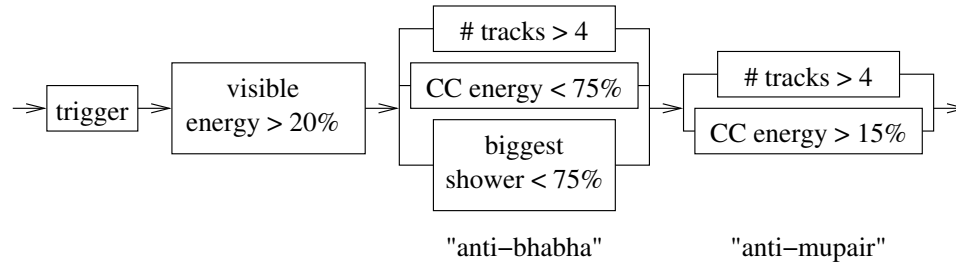 trigger
visible
energy > 20%
# tracks > 4
CC energy < 75%
biggest
shower < 75%
"anti−bhabha"
# tracks > 4
CC energy > 15%
"anti−mupair"